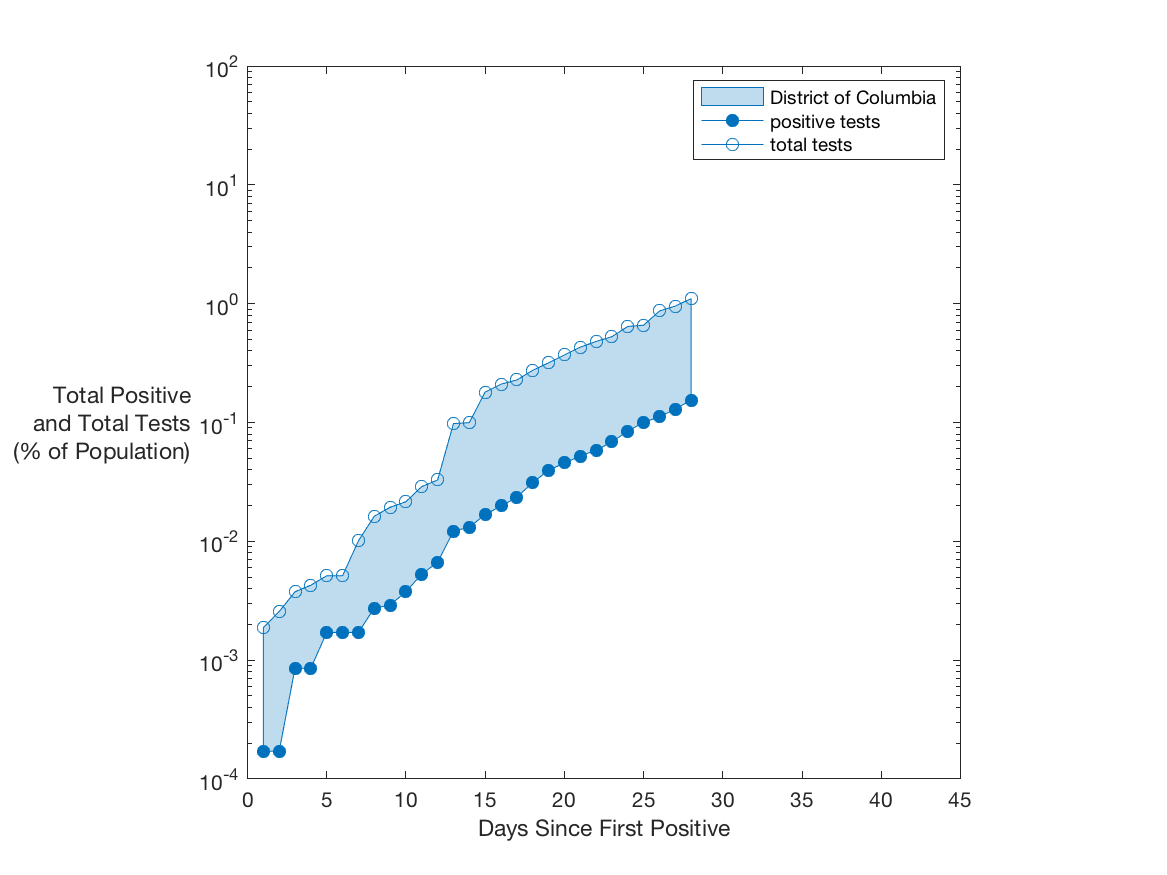 10^2
10^1
10^0
10^-1
10^-2
10^-3
10^-4
Total Positive
and Total Tests
(% of Population)
District of Columbia
positive tests
total tests
0 5 10 15 20 25 30 35 40 45
Days Since First Positive